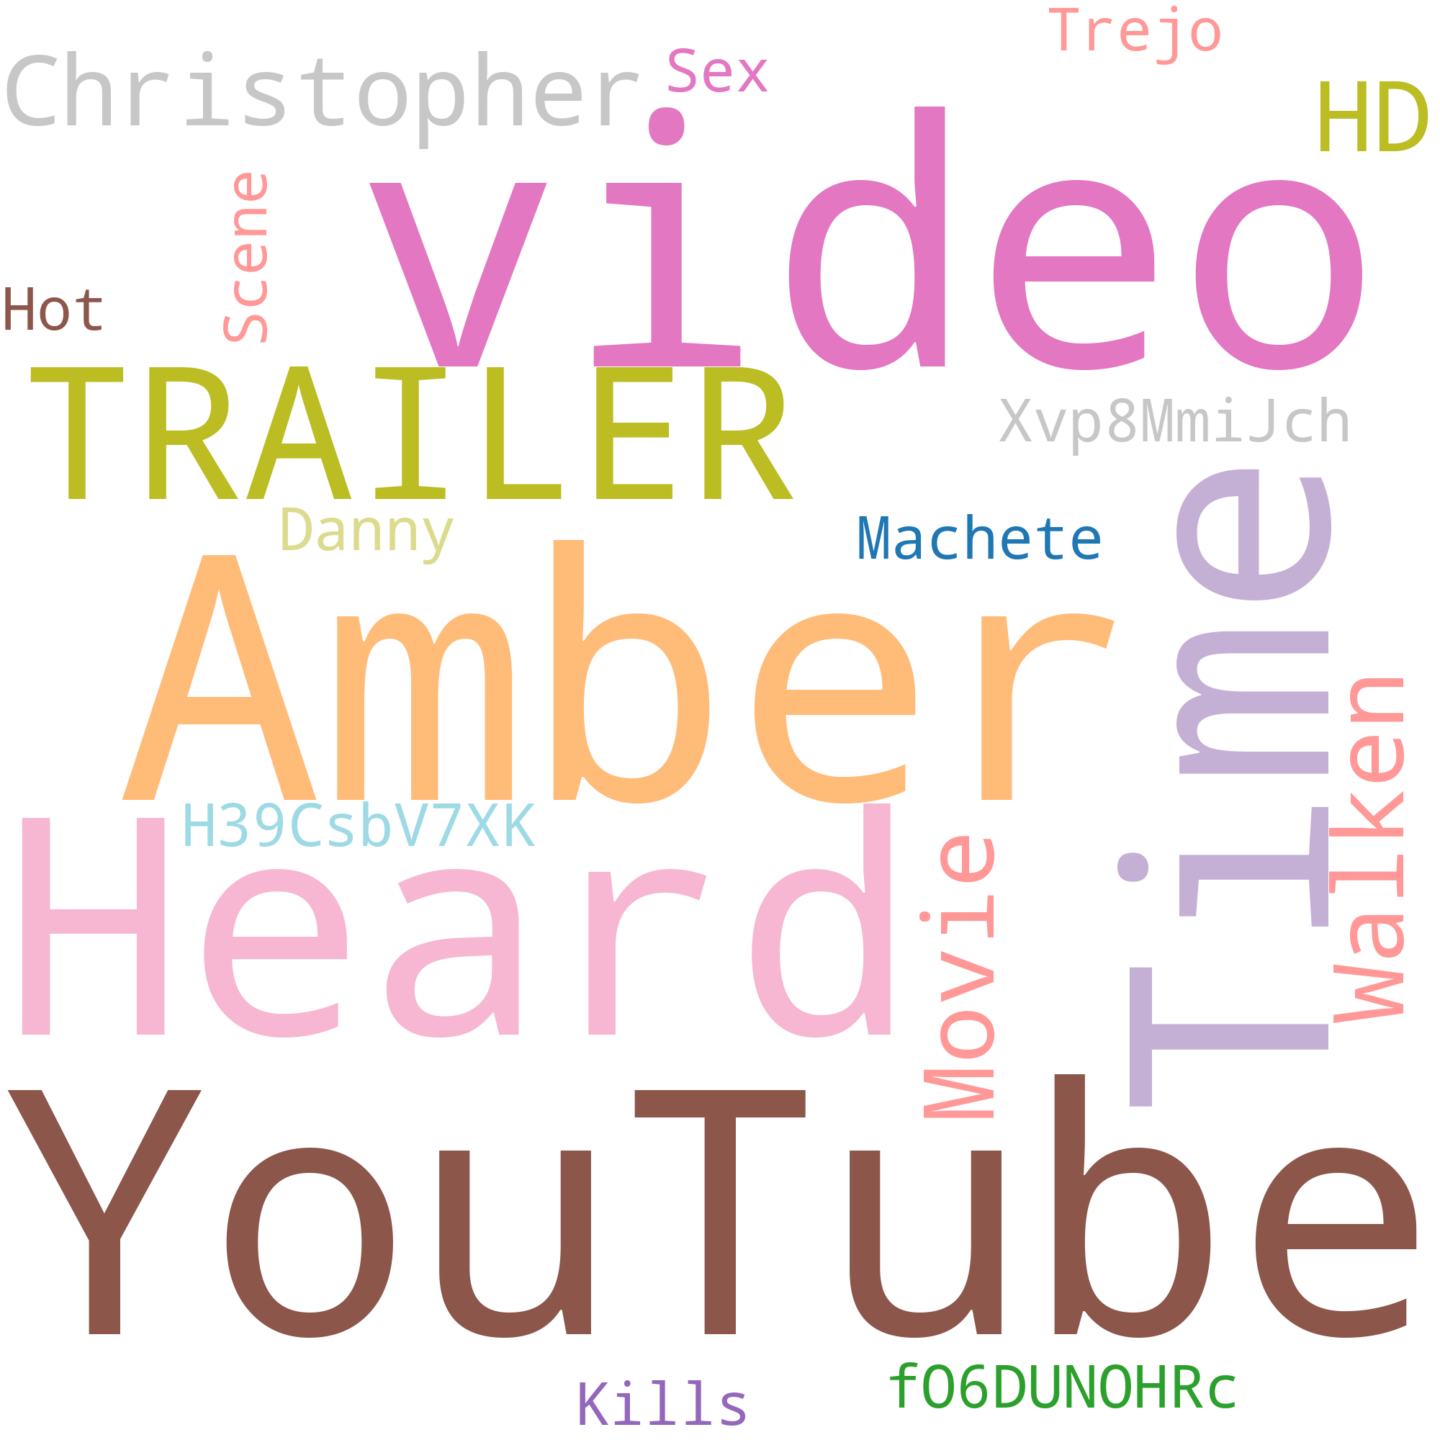 Trejo
Christopher
Sex
HD
video
Scene
Hot
TRAILER
Xvp8MmiJch
Danny
Machete
Time
Amber
Walken
H39CsbV7XK
Heard
Movie
YouTube
fO6DUNOHRc
Kills